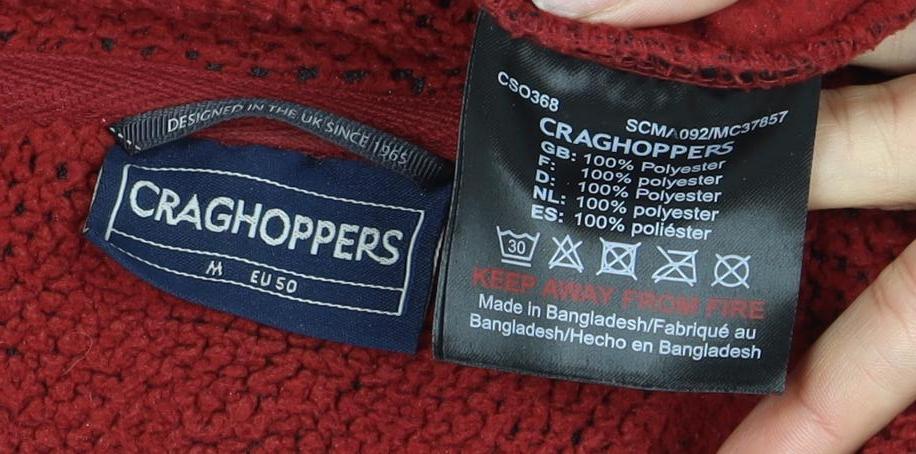 DESIGNED IN THE UK SINCE 1965
CRAGHOPPERS
M EU 50
CSO368
SCMA092/MC37857
CRAGHOPPERS
GB: 100% Polyester
F: 100% Polyester
D: 100% Polyester
NL: 100% polyester
ES: 100% poliéster
30
KEEP AWAY FROM FIRE
Made in Bangladesh/Fabriqué au
Bangladesh/Hecho en Bangladesh